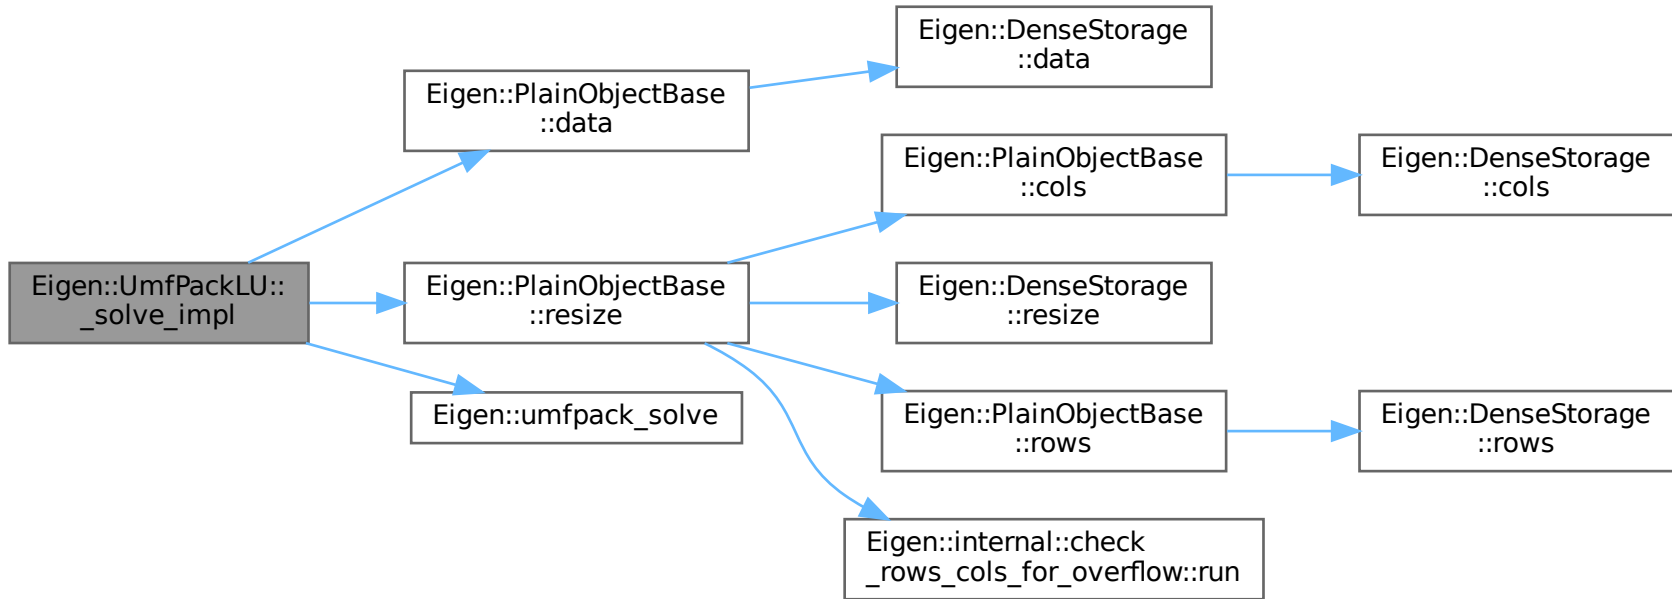 Eigen::UmfPackLU::
_solve_impl
Eigen::PlainObjectBase
::data
Eigen::DenseStorage
::data
Eigen::PlainObjectBase
::resize
Eigen::PlainObjectBase
::cols
Eigen::DenseStorage
::cols
Eigen::DenseStorage
::resize
Eigen::PlainObjectBase
::rows
Eigen::DenseStorage
::rows
Eigen::internal::check
_rows_cols_for_overflow::run
Eigen::umfpack_solve